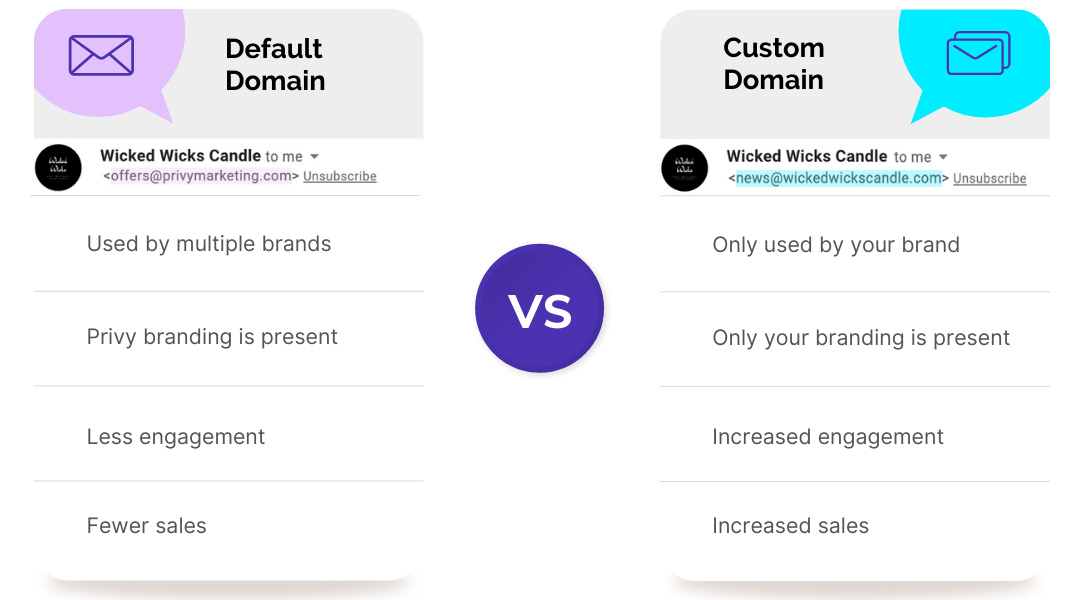 Default
Domain
Wicked Wicks Candle to me
<offers@privymarketing.com> Unsubscribe
Used by multiple brands
Privy branding is present
Less engagement
Fewer sales
VS
Custom
Domain
Wicked Wicks Candle to me
<news@wickedwickscandle.com> Unsubscribe
Only used by your brand
Only your branding is present
Increased engagement
Increased sales